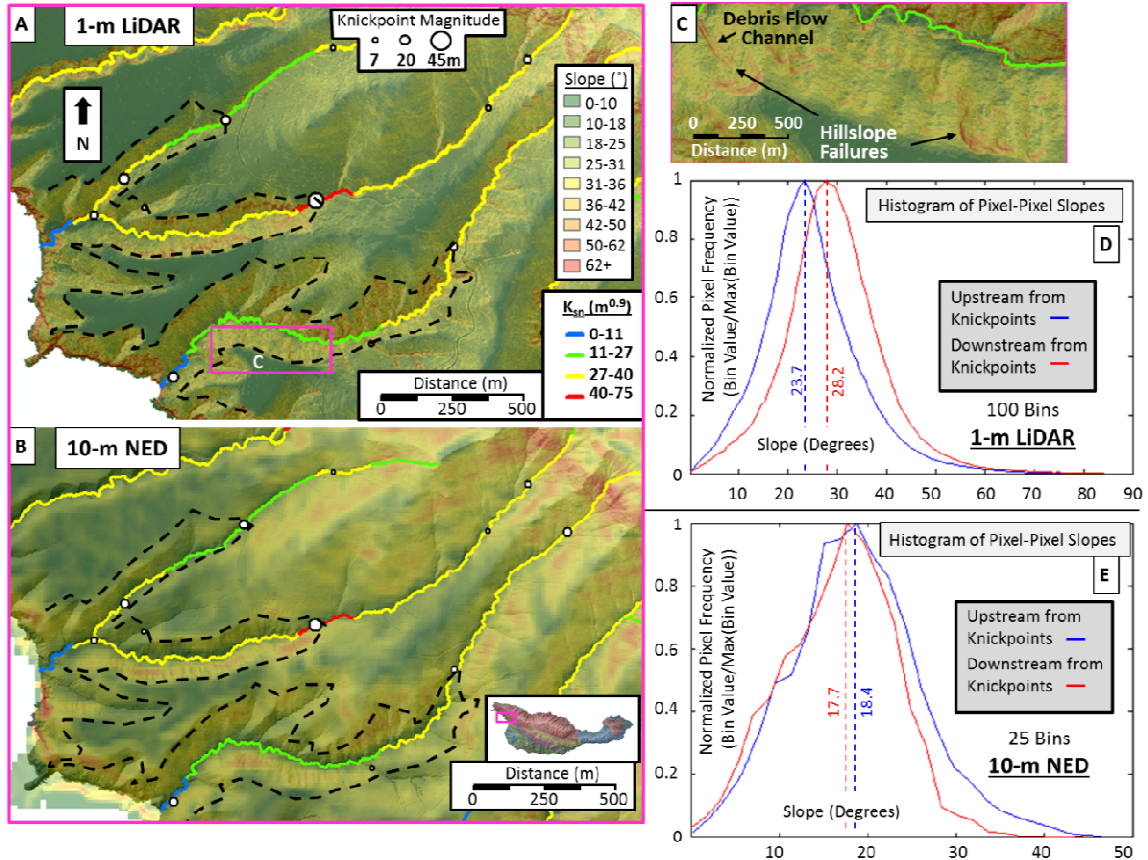 A
1-m LiDAR
Knickpoint Magnitude
7 20 45m
N
Slope (°)
0-10
10-18
18-25
25-31
31-36
36-42
42-50
50-62
62+
Ksn (m^0.9)
0-11
11-27
27-40
40-75
C
Distance (m)
0 250 500
B
10-m NED
Distance (m)
0 250 500
C
Debris Flow
Channel
0 250 500
Distance (m)
Hillslope
Failures
Normalized Pixel Frequency
(Bin Value/Max(Bin Value))
1
0.8
0.6
0.4
0.2
0
Histogram of Pixel-Pixel Slopes
D
Upstream from
Knickpoints
Downstream from
Knickpoints
23.7
28.2
100 Bins
1-m LiDAR
Slope (Degrees)
10 20 30 40 50 60 70 80 90
Normalized Pixel Frequency
(Bin Value/Max(Bin Value))
1
0.8
0.6
0.4
0.2
0
Histogram of Pixel-Pixel Slopes
E
Upstream from
Knickpoints
Downstream from
Knickpoints
17.7
18.4
25 Bins
10-m NED
Slope (Degrees)
10 20 30 40 50